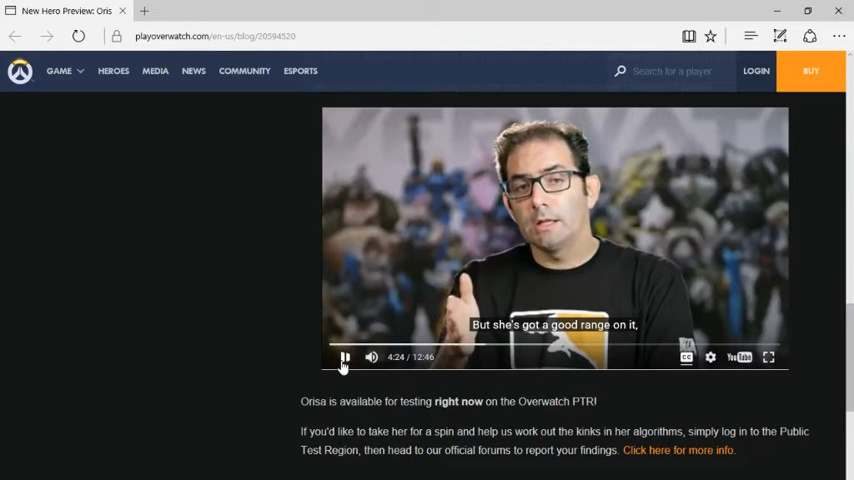 New Hero Preview: Oris
playoverwatch.com/en-us/blog/20594520
GAME HEROES MEDIA NEWS COMMUNITY ESPORTS Search for a player LOGIN BUY
But she's got a good range on it,
4:24 / 12:46 CC YouTube
Orisa is available for testing right now on the Overwatch PTR!
If you'd like to take her for a spin and help us work out the kinks in her algorithms, simply log in to the Public
Test Region, then head to our official forums to report your findings. Click here for more info.